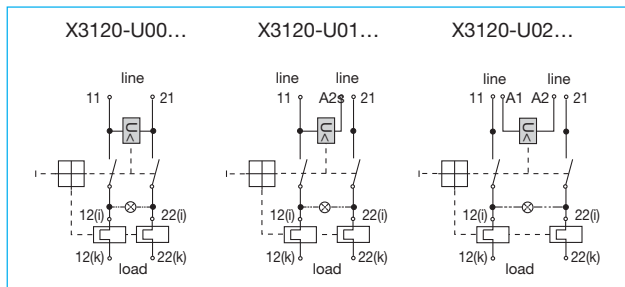 X3120-U00... X3120-U01... X3120-U02...
line line line line line
11 21 11 A2s 21 11 A1 A2 21
U< U< U<
12(i) 22(i) 12(i) 22(i) 12(i) 22(i)
12(k) 22(k) 12(k) 22(k) 12(k) 22(k)
load load load